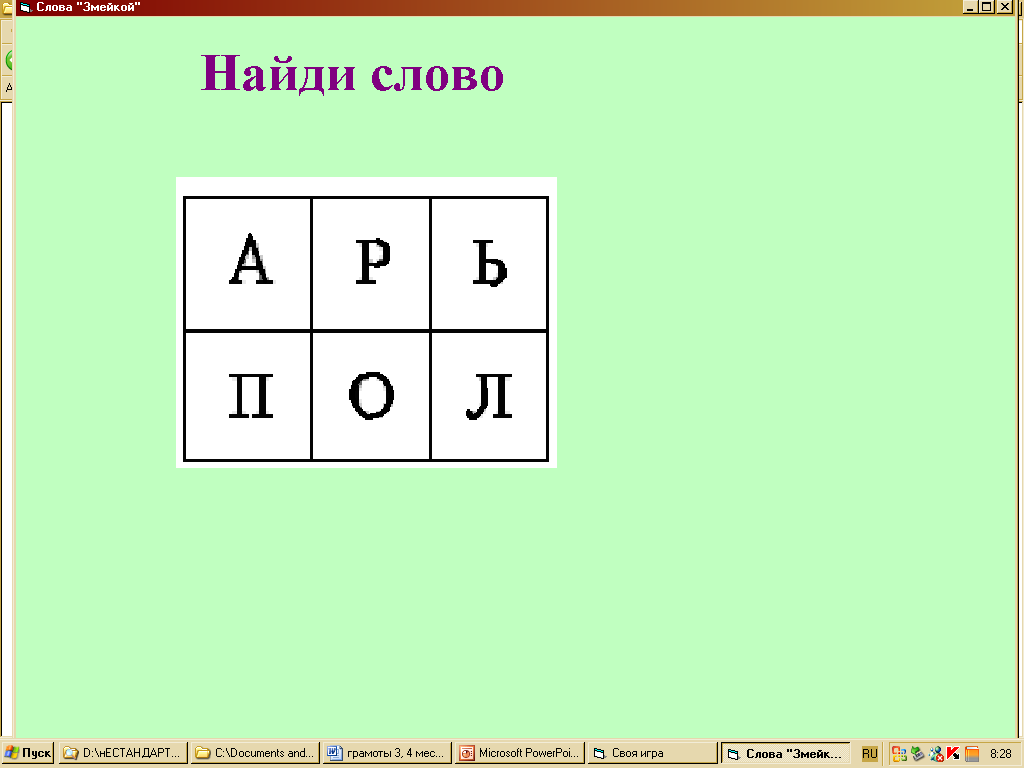 Слова "Змейкой"
Найди слово
А Р Ь
П О Л
Пуск D:\нЕСТАНДАРТ... C:\Documents and... грамоты 3, 4 мес... Microsoft PowerPoi... Своя игра Слова "Змейк... RU 8:28